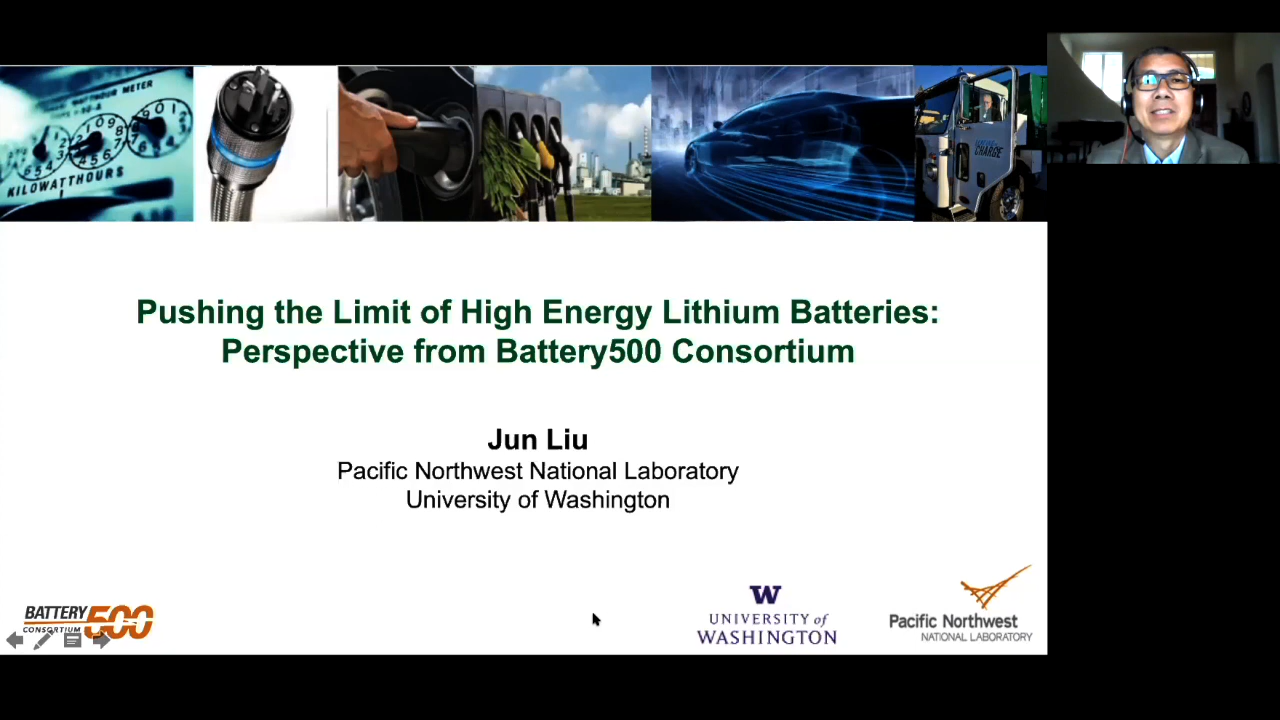 KILOWATTHOURS
CHARGE
Pushing the Limit of High Energy Lithium Batteries:
Perspective from Battery500 Consortium
Jun Liu
Pacific Northwest National Laboratory
University of Washington
BATTERY 500
CONSORTIUM
W
UNIVERSITY of
WASHINGTON
Pacific Northwest
NATIONAL LABORATORY